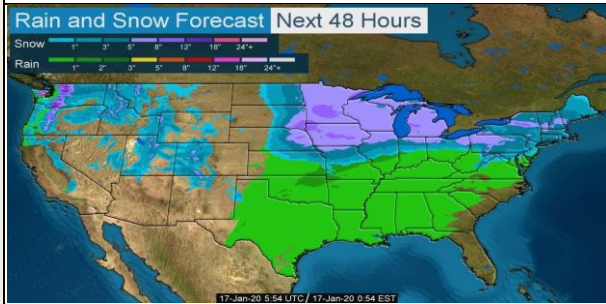 Rain and Snow Forecast Next 48 Hours
Snow
1" 3" 5" 8" 12" 18" 24"+
Rain
1" 2" 3" 5" 8" 12" 18" 24"+
17-Jan-20 5:54 UTC / 17-Jan-20 0:54 EST